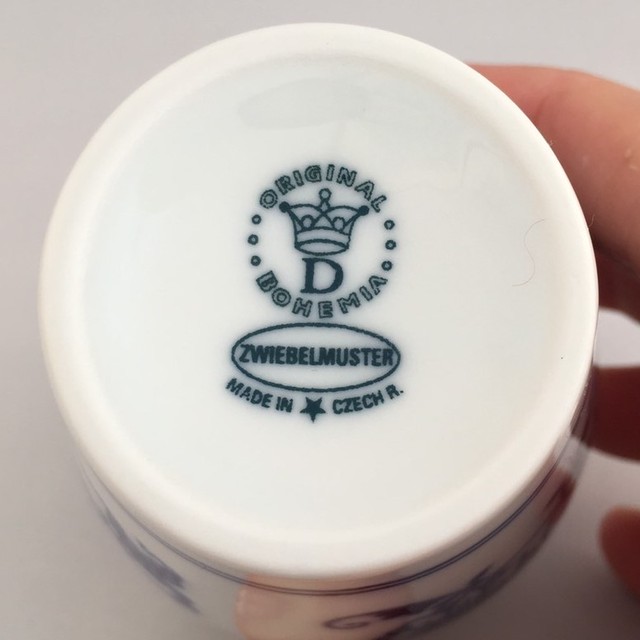 ORIGINAL
D
BOHEMIA
ZWIEBELMUSTER
MADE IN ★ CZECH R.